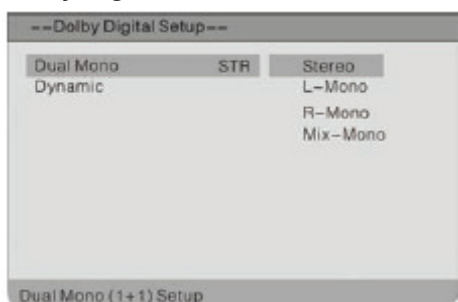 --Dolby Digital Setup--
Dual Mono STR Stereo
Dynamic L-Mono
R-Mono
Mix-Mono
Dual Mono (1+1) Setup